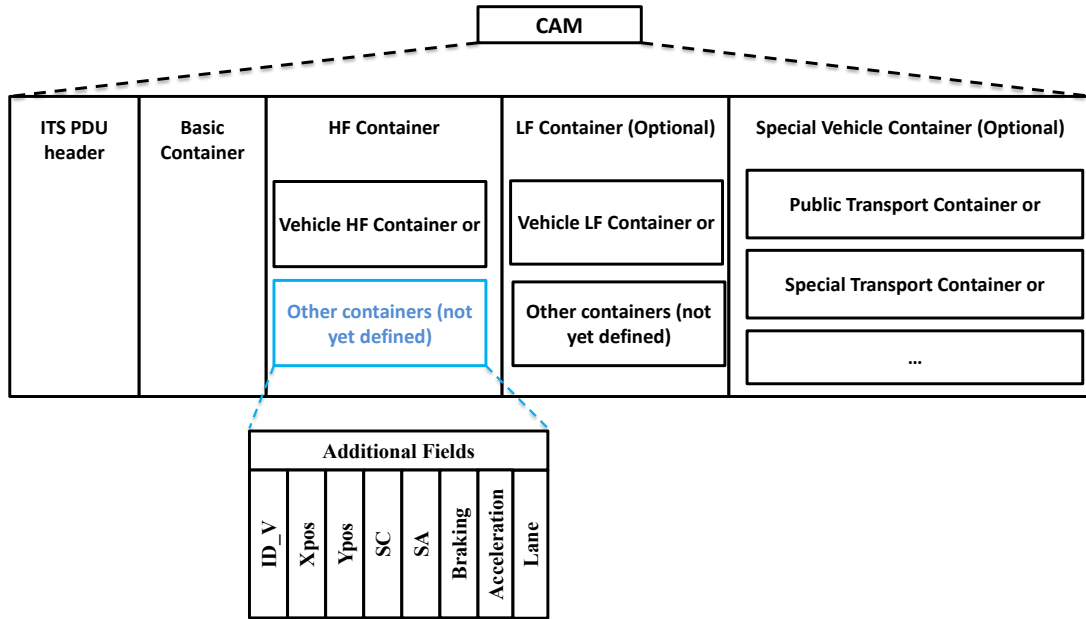 CAM
ITS PDU
header
Basic
Container
HF Container
LF Container (Optional)
Special Vehicle Container (Optional)
Vehicle HF Container or
Vehicle LF Container or
Public Transport Container or
Special Transport Container or
Other containers (not
yet defined)
Other containers (not
yet defined)
...
Additional Fields
ID_V
Xpos
Ypos
SC
SA
Braking
Acceleration
Lane